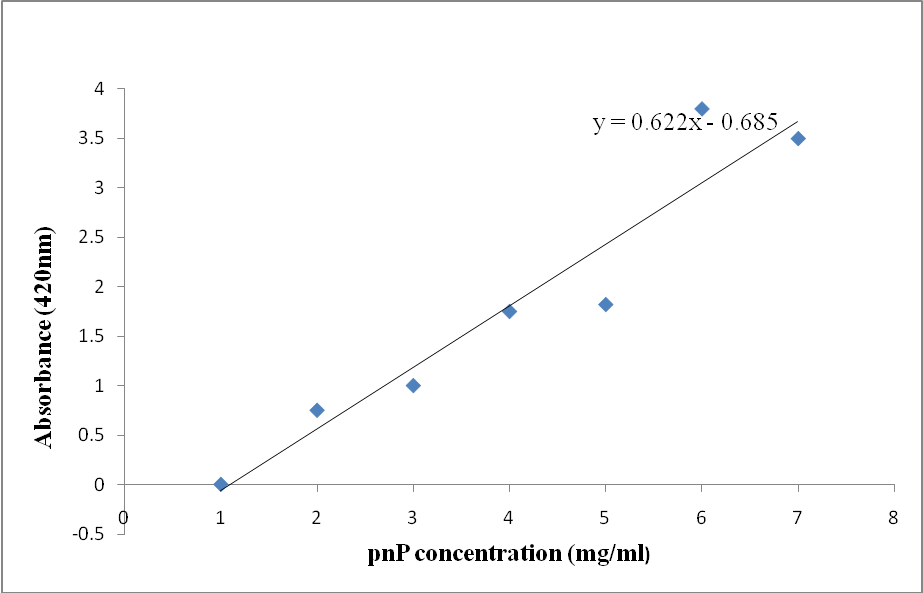 4
3.5
3
2.5
2
1.5
1
0.5
0
-0.5
y = 0.622x - 0.685
0 1 2 3 4 5 6 7 8
Absorbance (420nm)
pnP concentration (mg/ml)